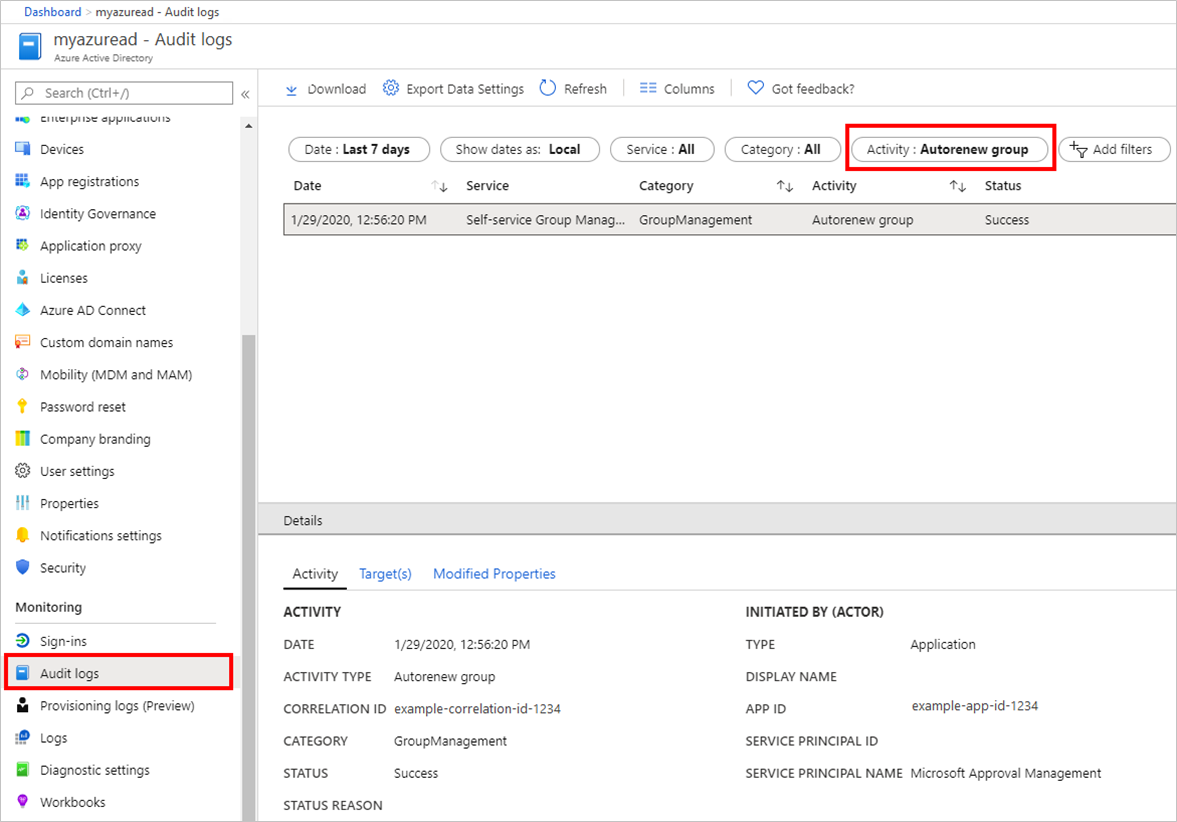 Dashboard > myazuread - Audit logs
myazuread - Audit logs
Azure Active Directory
Search (Ctrl+/)
«
Enterprise applications
Devices
App registrations
Identity Governance
Application proxy
Licenses
Azure AD Connect
Custom domain names
Mobility (MDM and MAM)
Password reset
Company branding
User settings
Properties
Notifications settings
Security
Monitoring
Sign-ins
Audit logs
Provisioning logs (Preview)
Logs
Diagnostic settings
Workbooks
Download Export Data Settings Refresh Columns Got feedback?
Date : Last 7 days Show dates as: Local Service : All Category : All Activity : Autorenew group Add filters
Date Service Category Activity Status
1/29/2020, 12:56:20 PM Self-service Group Manag... GroupManagement Autorenew group Success
Details
Activity Target(s) Modified Properties
ACTIVITY
DATE 1/29/2020, 12:56:20 PM
ACTIVITY TYPE Autorenew group
CORRELATION ID example-correlation-id-1234
CATEGORY GroupManagement
STATUS Success
STATUS REASON
INITIATED BY (ACTOR)
TYPE Application
DISPLAY NAME
APP ID example-app-id-1234
SERVICE PRINCIPAL ID
SERVICE PRINCIPAL NAME Microsoft Approval Management